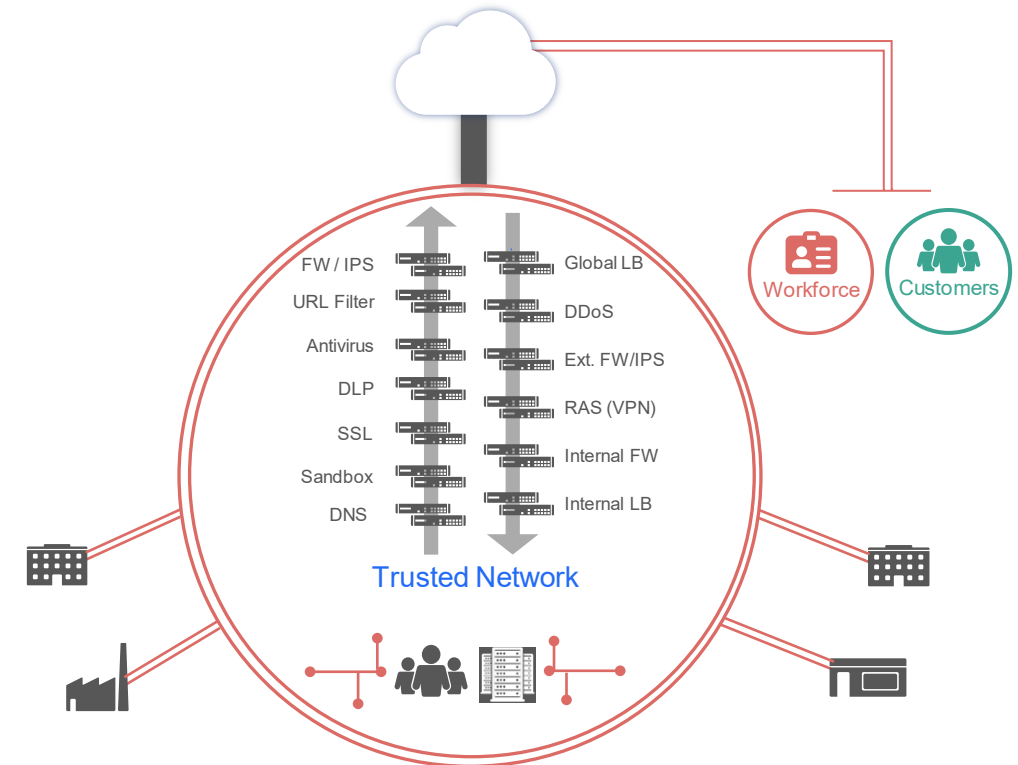 Workforce
Customers
FW / IPS
URL Filter
Antivirus
DLP
SSL
Sandbox
DNS
Global LB
DDoS
Ext. FW/IPS
RAS (VPN)
Internal FW
Internal LB
Trusted Network